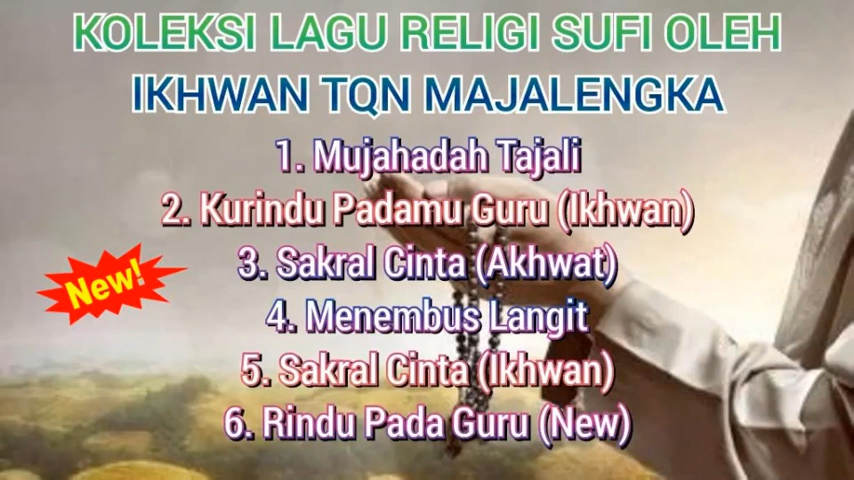 KOLEKSI LAGU RELIGI SUFI OLEH
IKHWAN TQN MAJALENGKA
1. Mujahadah Tajali
2. Kurindu Padamu Guru (Ikhwan)
3. Sakral Cinta (Akhwat)
New!
4. Menembus Langit
5. Sakral Cinta (Ikhwan)
6. Rindu Pada Guru (New)